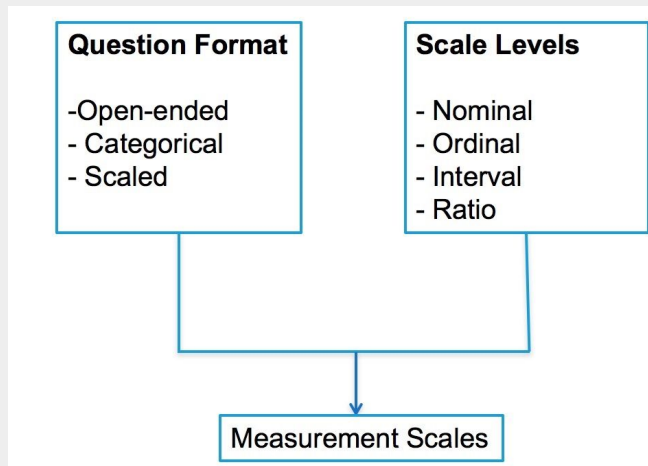 Question Format
-Open-ended
- Categorical
- Scaled
Scale Levels
- Nominal
- Ordinal
- Interval
- Ratio
Measurement Scales